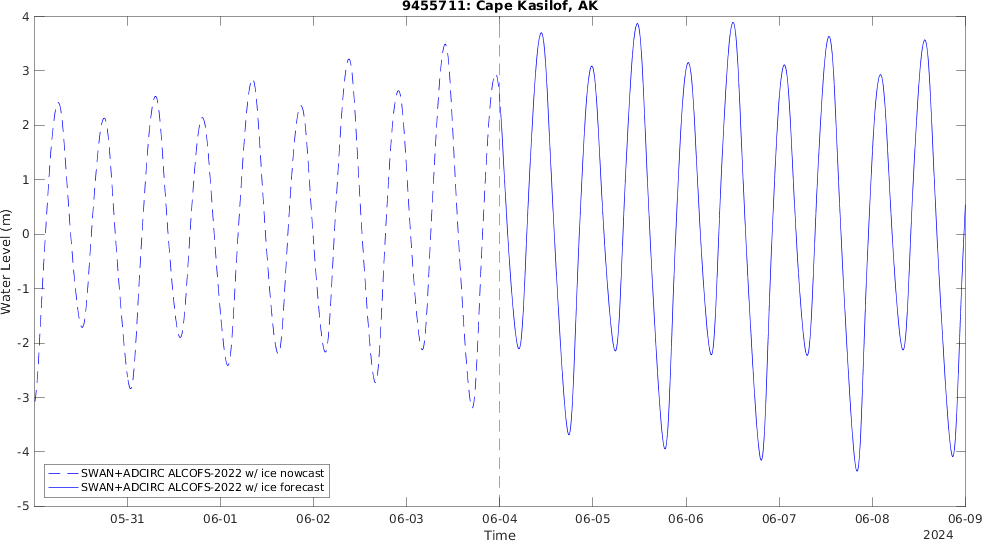 9455711: Cape Kasilof, AK
4
3
2
1
0
-1
-2
-3
-4
-5
Water Level (m)
SWAN+ADCIRC ALCOFS-2022 w/ ice nowcast
SWAN+ADCIRC ALCOFS-2022 w/ ice forecast
05-31 06-01 06-02 06-03 06-04 06-05 06-06 06-07 06-08 06-09
Time
2024